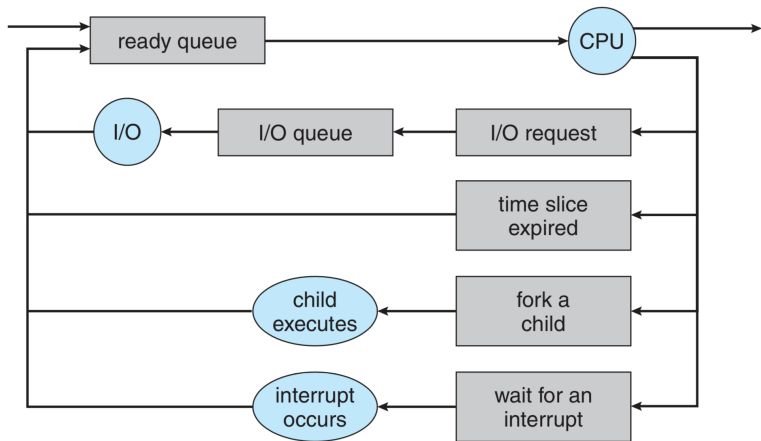 ready queue
CPU
I/O
I/O queue
I/O request
time slice
expired
child
executes
fork a
child
interrupt
occurs
wait for an
interrupt